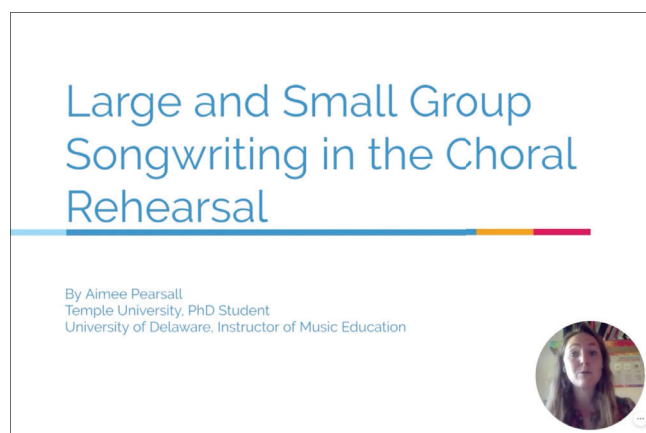 Large and Small Group
Songwriting in the Choral
Rehearsal
By Aimee Pearsall
Temple University, PhD Student
University of Delaware, Instructor of Music Education